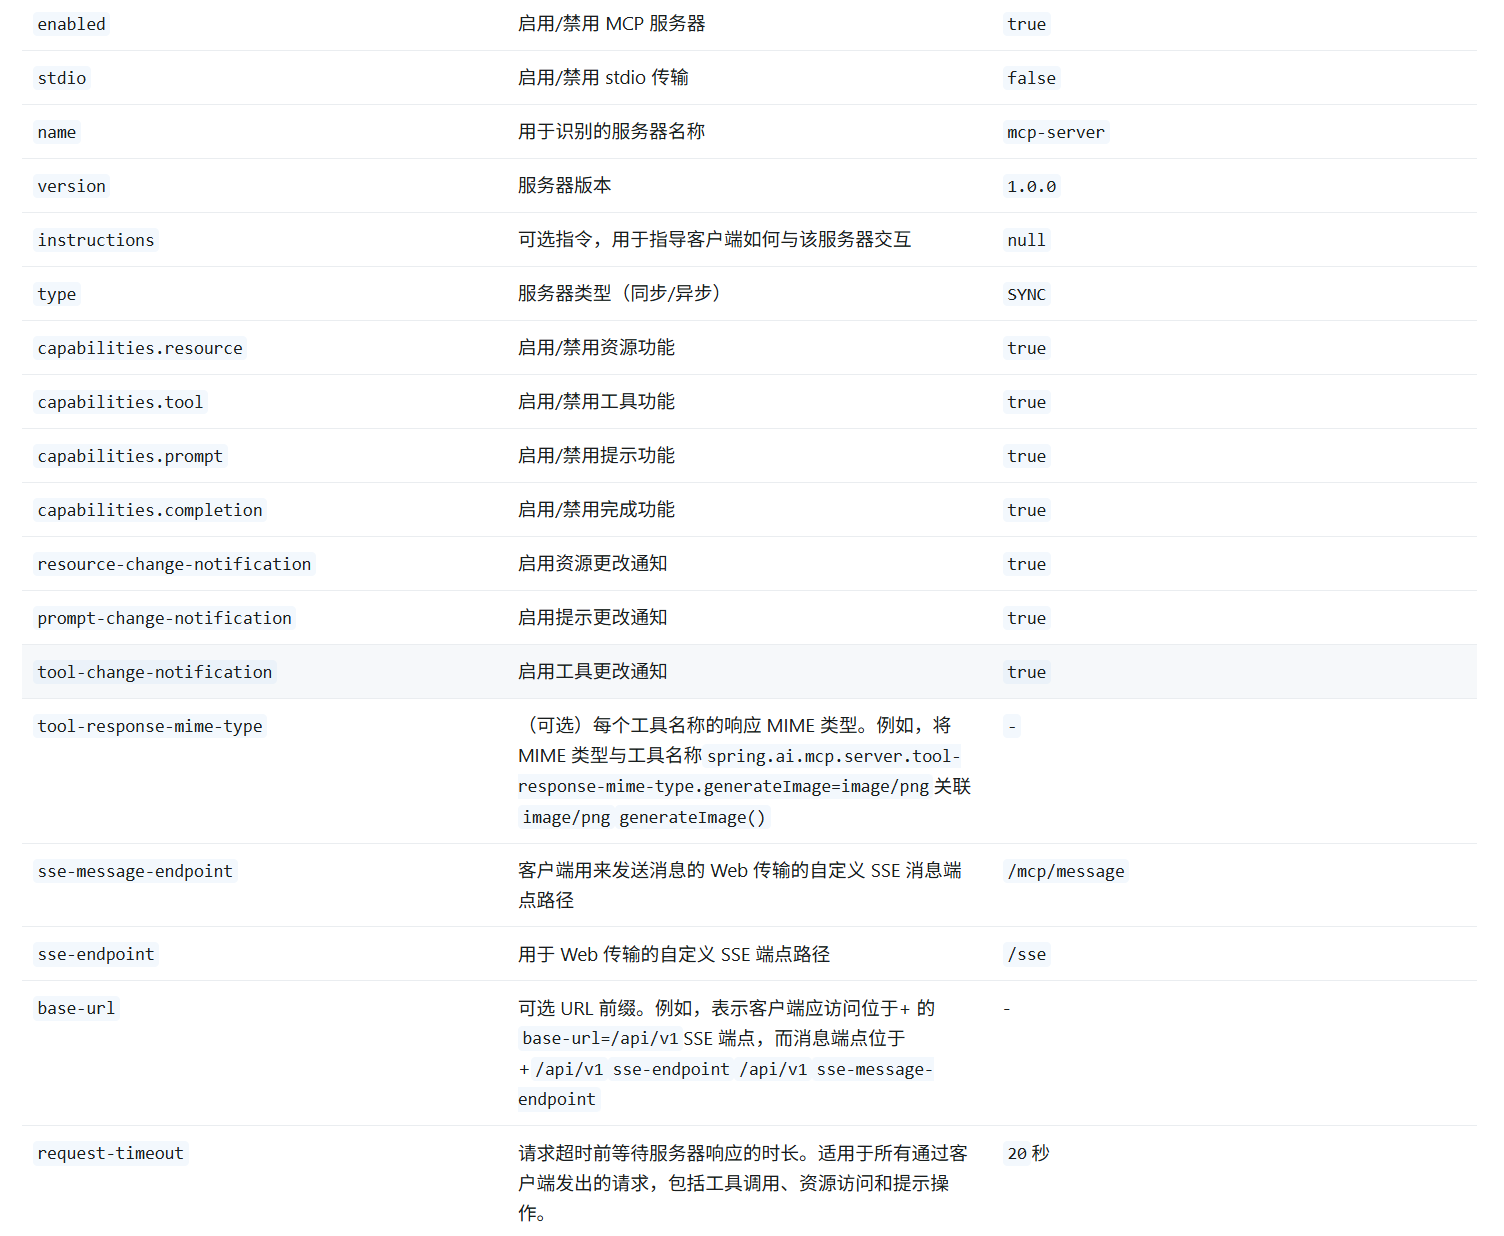 enabled 启用/禁用 MCP 服务器 true
stdio 启用/禁用 stdio 传输 false
name 用于识别的服务器名称 mcp-server
version 服务器版本 1.0.0
instructions 可选指令，用于指导客户端如何与该服务器交互 null
type 服务器类型（同步/异步） SYNC
capabilities.resource 启用/禁用资源功能 true
capabilities.tool 启用/禁用工具功能 true
capabilities.prompt 启用/禁用提示功能 true
capabilities.completion 启用/禁用完成功能 true
resource-change-notification 启用资源更改通知 true
prompt-change-notification 启用提示更改通知 true
tool-change-notification 启用工具更改通知 true
tool-response-mime-type （可选）每个工具名称的响应 MIME 类型。例如，将 -
MIME 类型与工具名称 spring.ai.mcp.server.tool-
response-mime-type.generateImage=image/png 关联
image/png generateImage()
sse-message-endpoint 客户端用来发送消息的 Web 传输的自定义 SSE 消息端 /mcp/message
点路径
sse-endpoint 用于 Web 传输的自定义 SSE 端点路径 /sse
base-url 可选 URL 前缀。例如，表示客户端应访问位于+ 的 -
base-url=/api/v1 SSE 端点，而消息端点位于
+ /api/v1 sse-endpoint /api/v1 sse-message-
endpoint
request-timeout 请求超时前等待服务器响应的时长。适用于所有通过客 20 秒
户端发出的请求，包括工具调用、资源访问和提示操
作。